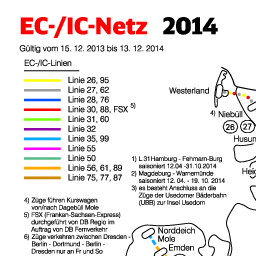 EC-/IC-Netz 2014
Gültig vom 15. 12. 2013 bis 13. 12. 2014
EC-/IC-Linien
Linie 26, 95
Linie 27, 62
Linie 28, 76
Linie 30, 88, FSX 5)
Linie 31, 60
Linie 32
Linie 35, 99
Linie 55
Linie 50
Linie 56, 61, 89
Linie 75, 77, 87
4) Züge führen Kurswagen
von/nach Dagebüll Mole
5) FSX (Franken-Sachsen-Express)
durchgeführt von DB Regio im
Auftrag von DB Fernverkehr
6) Züge verkehren zwischen Dresden -
Berlin - Dortmund - Berlin -
Dresden nur an Fr und So
1) L 31 Hamburg - Fehmarn-Burg
saisoniert 12.04 -31.10.2014
2) Magdeburg - Warnemünde
saisoniert 12.04. - 19. 10. 2014
3) es besteht Anschluss an die
Züge der Usedomer Bäderbahn
(UBB) zur Insel Usedom
Westerland
4)
Niebüll
26 27
Husum
Heid
Norddeich
Mole
Emden